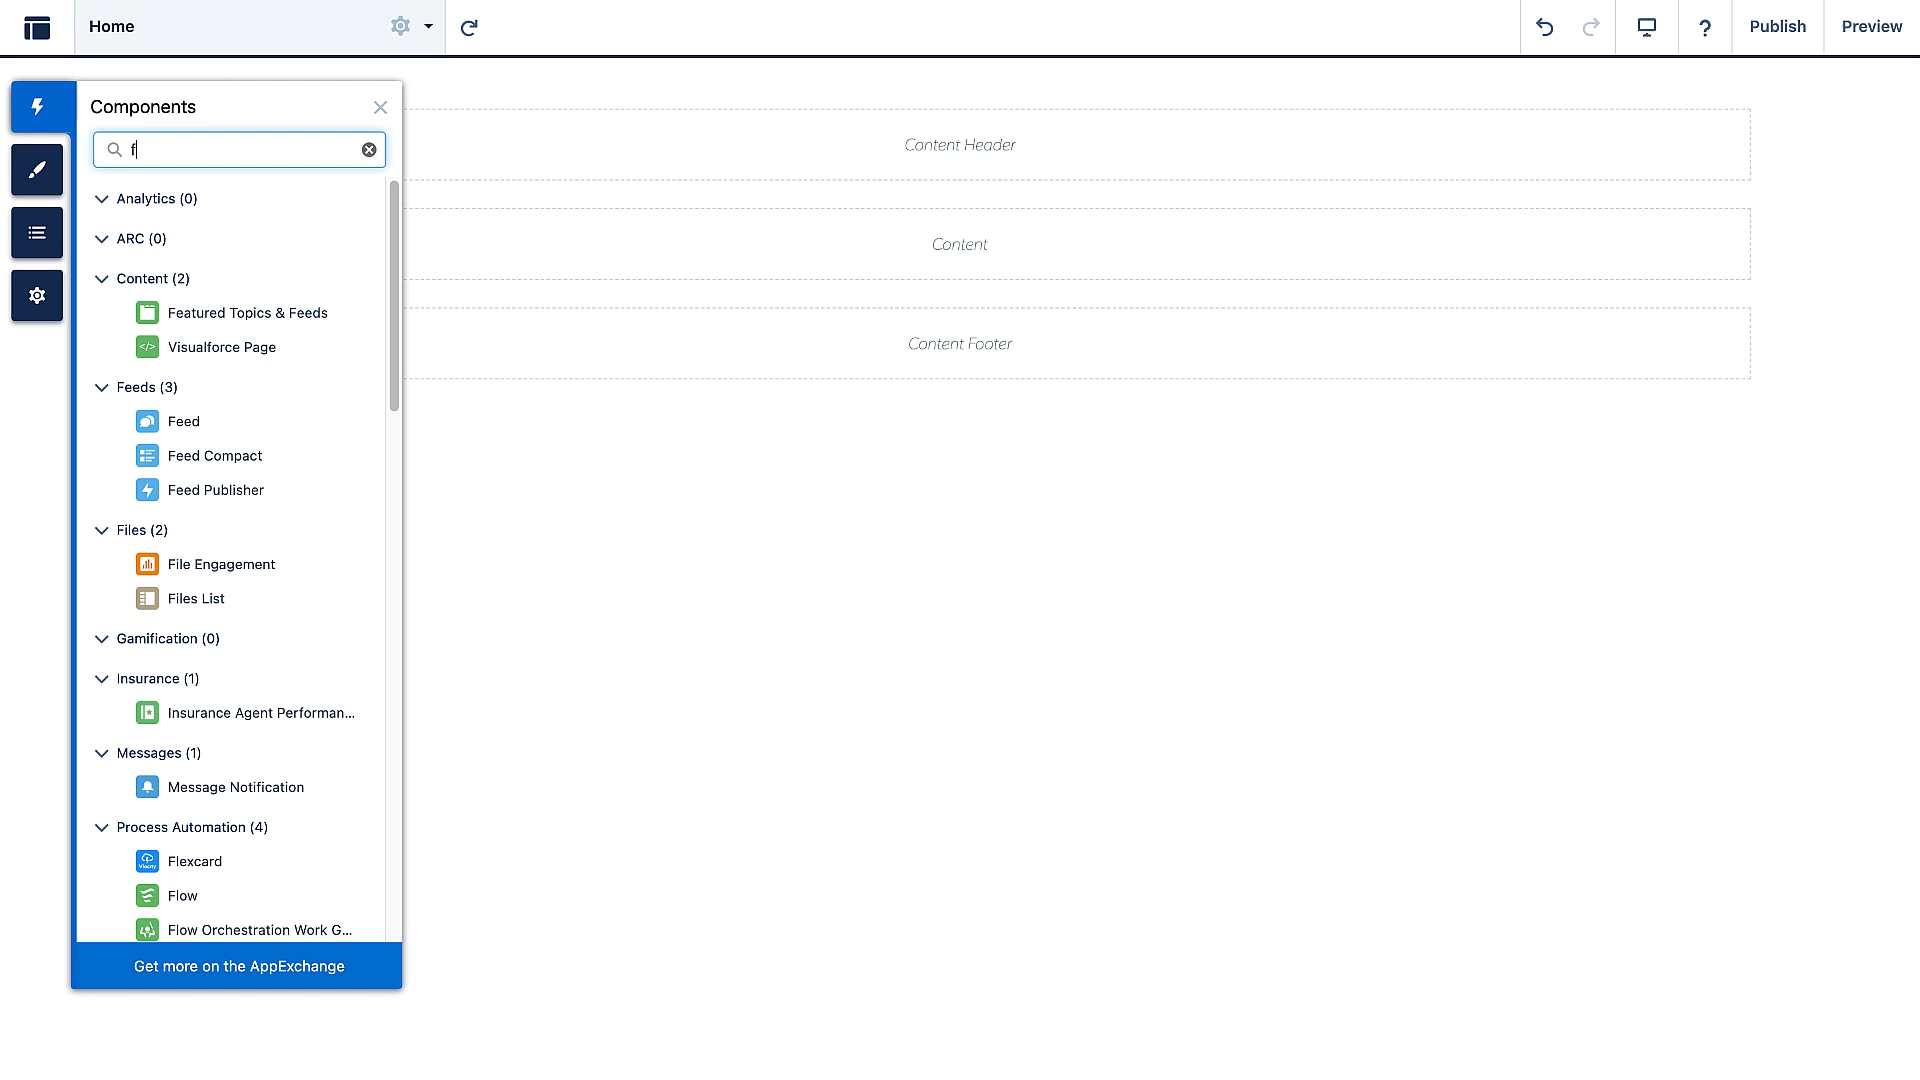 Home
?
Publish
Preview
Components
f
Analytics (0)
ARC (0)
Content (2)
Featured Topics & Feeds
</> Visualforce Page
Feeds (3)
Feed
Feed Compact
Feed Publisher
Files (2)
File Engagement
Files List
Gamification (0)
Insurance (1)
Insurance Agent Performan...
Messages (1)
Message Notification
Process Automation (4)
Vlocity Flexcard
Flow
Flow Orchestration Work G...
Get more on the AppExchange
Content Header
Content
Content Footer